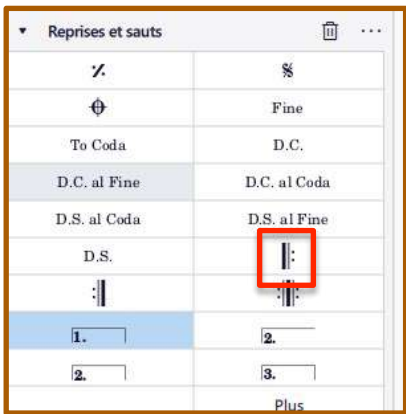 Reprises et sauts
Fine
To Coda
D.C.
D.C. al Fine
D.C. al Coda
D.S. al Coda
D.S. al Fine
D.S.
1.
2.
2.
3.
Plus